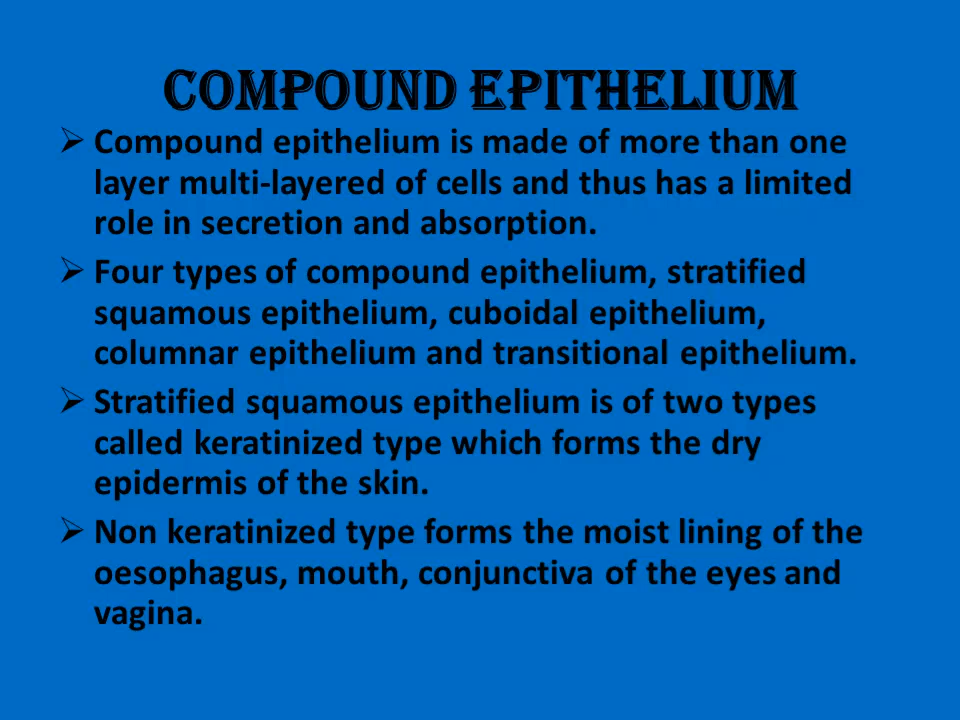 COMPOUND EPITHELIUM
➢ Compound epithelium is made of more than one
layer multi-layered of cells and thus has a limited
role in secretion and absorption.
➢ Four types of compound epithelium, stratified
squamous epithelium, cuboidal epithelium,
columnar epithelium and transitional epithelium.
➢ Stratified squamous epithelium is of two types
called keratinized type which forms the dry
epidermis of the skin.
➢ Non keratinized type forms the moist lining of the
oesophagus, mouth, conjunctiva of the eyes and
vagina.